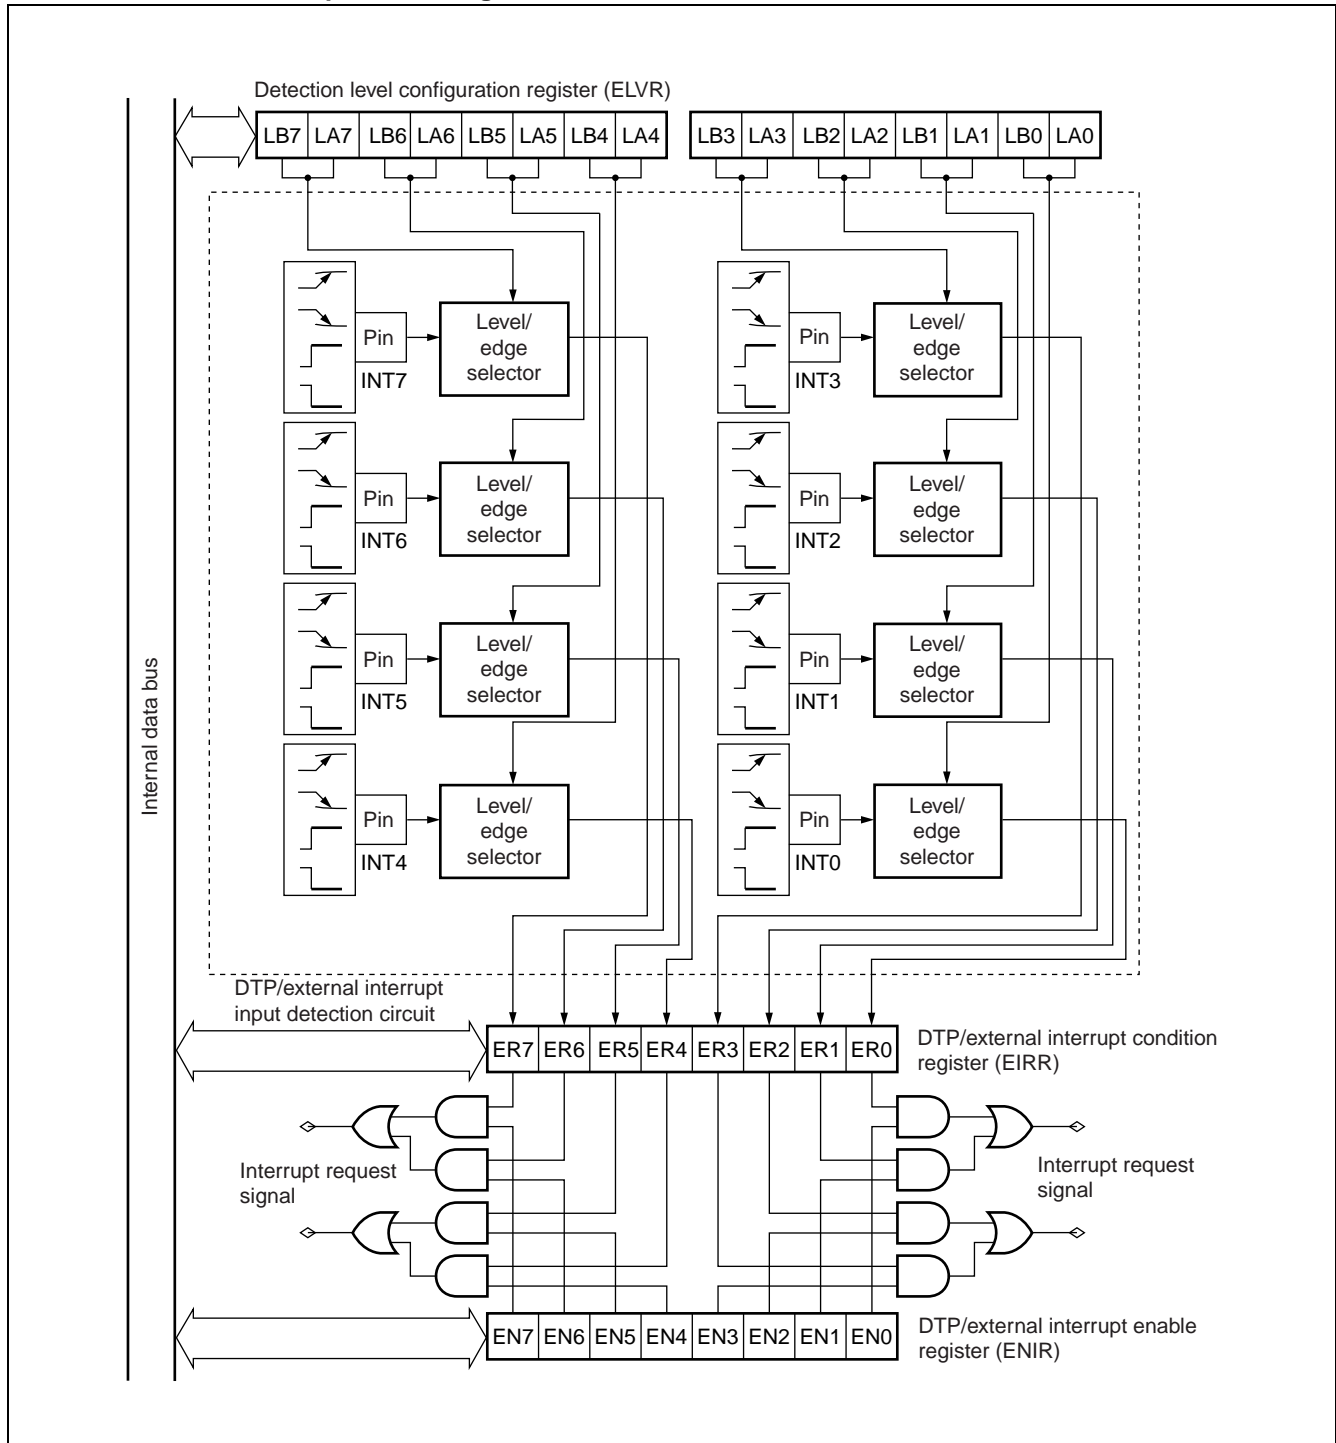 Detection level configuration register (ELVR)
LB7 LA7 LB6 LA6 LB5 LA5 LB4 LA4 LB3 LA3 LB2 LA2 LB1 LA1 LB0 LA0
Pin
INT7
Level/
edge
selector
Pin
INT3
Level/
edge
selector
Pin
INT6
Level/
edge
selector
Pin
INT2
Level/
edge
selector
Pin
INT5
Level/
edge
selector
Pin
INT1
Level/
edge
selector
Pin
INT4
Level/
edge
selector
Pin
INT0
Level/
edge
selector
Internal data bus
DTP/external interrupt
input detection circuit
ER7 ER6 ER5 ER4 ER3 ER2 ER1 ER0
DTP/external interrupt condition
register (EIRR)
Interrupt request
signal
Interrupt request
signal
EN7 EN6 EN5 EN4 EN3 EN2 EN1 EN0
DTP/external interrupt enable
register (ENIR)